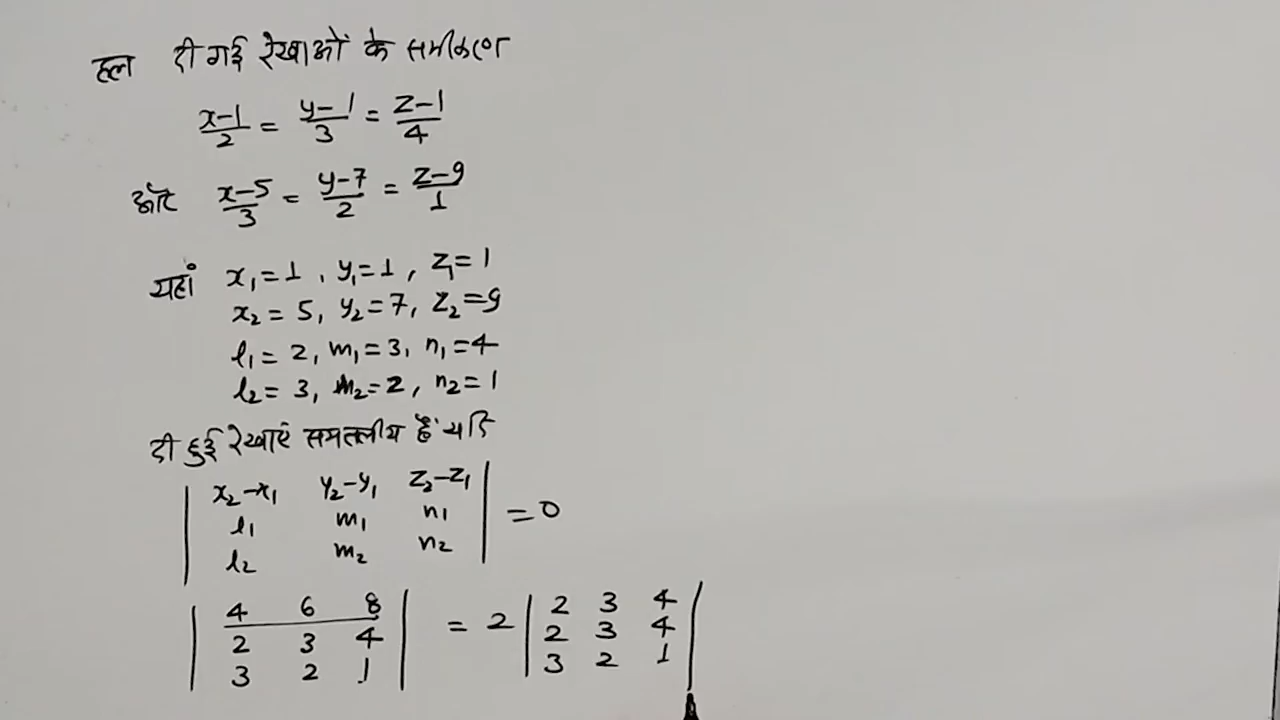 हल दी गई रेखाओं के समीकरण
x-1/2 = y-1/3 = z-1/4
और x-5/3 = y-7/2 = z-9/1
यहाँ x₁=1, y₁=1, z₁=1
x₂=5, y₂=7, z₂=9
l₁=2, m₁=3, n₁=4
l₂=3, m₂=2, n₂=1
दी हुई रेखाएं समतलीय हैं यदि
| x₂-x₁ y₂-y₁ z₂-z₁ |
| l₁ m₁ n₁ | =0
| l₂ m₂ n₂ |
| 4 6 8 | | 2 3 4 |
| 2 3 4 | = 2 | 2 3 4 |
| 3 2 1 | | 3 2 1 |